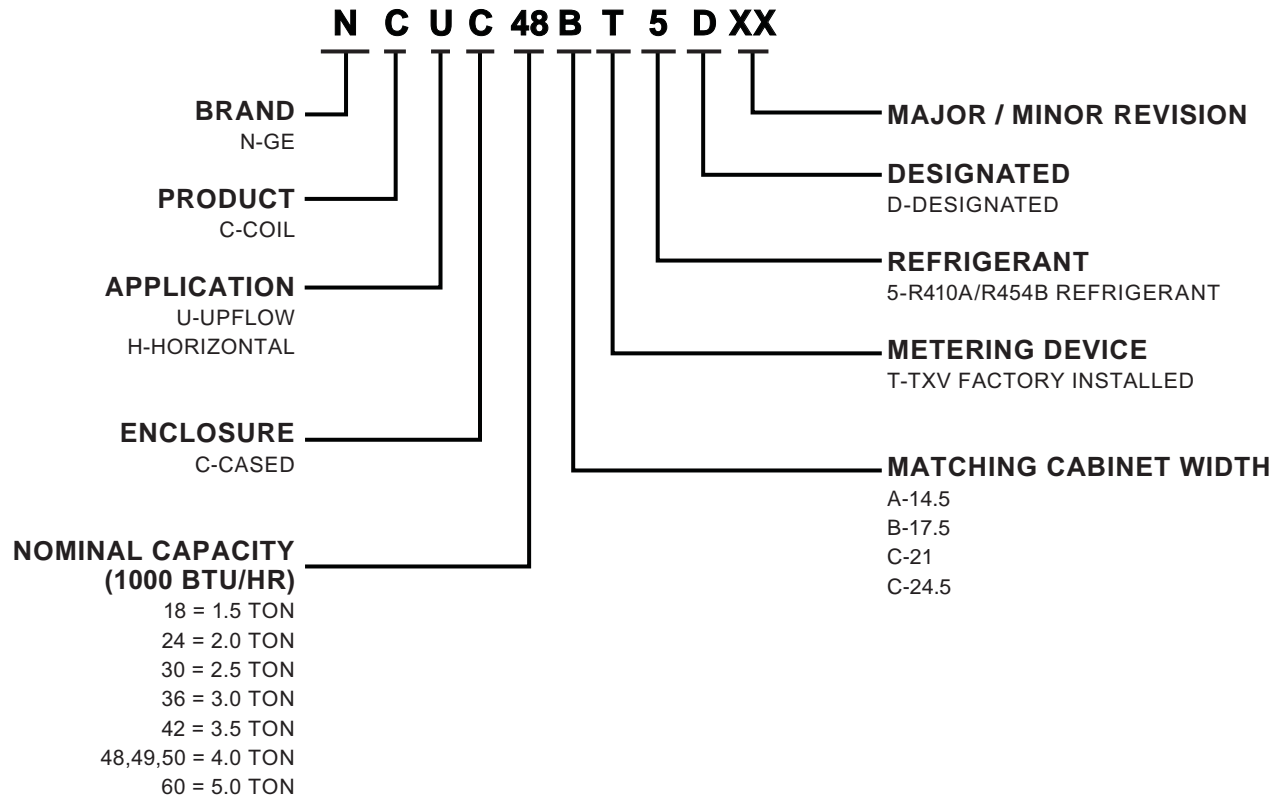 N C U C 48 B T 5 D XX
BRAND
N-GE
PRODUCT
C-COIL
APPLICATION
U-UPFLOW
H-HORIZONTAL
ENCLOSURE
C-CASED
NOMINAL CAPACITY
(1000 BTU/HR)
18 = 1.5 TON
24 = 2.0 TON
30 = 2.5 TON
36 = 3.0 TON
42 = 3.5 TON
48,49,50 = 4.0 TON
60 = 5.0 TON
MAJOR / MINOR REVISION
DESIGNATED
D-DESIGNATED
REFRIGERANT
5-R410A/R454B REFRIGERANT
METERING DEVICE
T-TXV FACTORY INSTALLED
MATCHING CABINET WIDTH
A-14.5
B-17.5
C-21
C-24.5